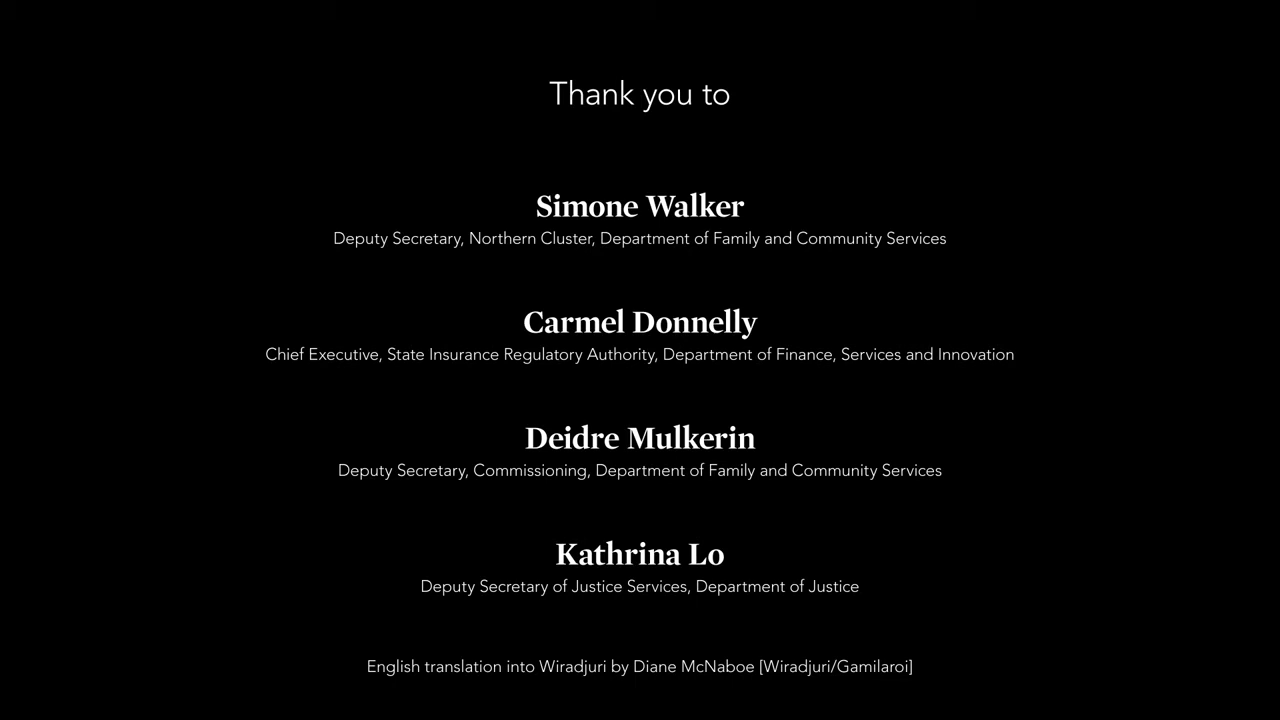 Thank you to
Simone Walker
Deputy Secretary, Northern Cluster, Department of Family and Community Services
Carmel Donnelly
Chief Executive, State Insurance Regulatory Authority, Department of Finance, Services and Innovation
Deidre Mulkerin
Deputy Secretary, Commissioning, Department of Family and Community Services
Kathrina Lo
Deputy Secretary of Justice Services, Department of Justice
English translation into Wiradjuri by Diane McNaboe [Wiradjuri/Gamilaroi]